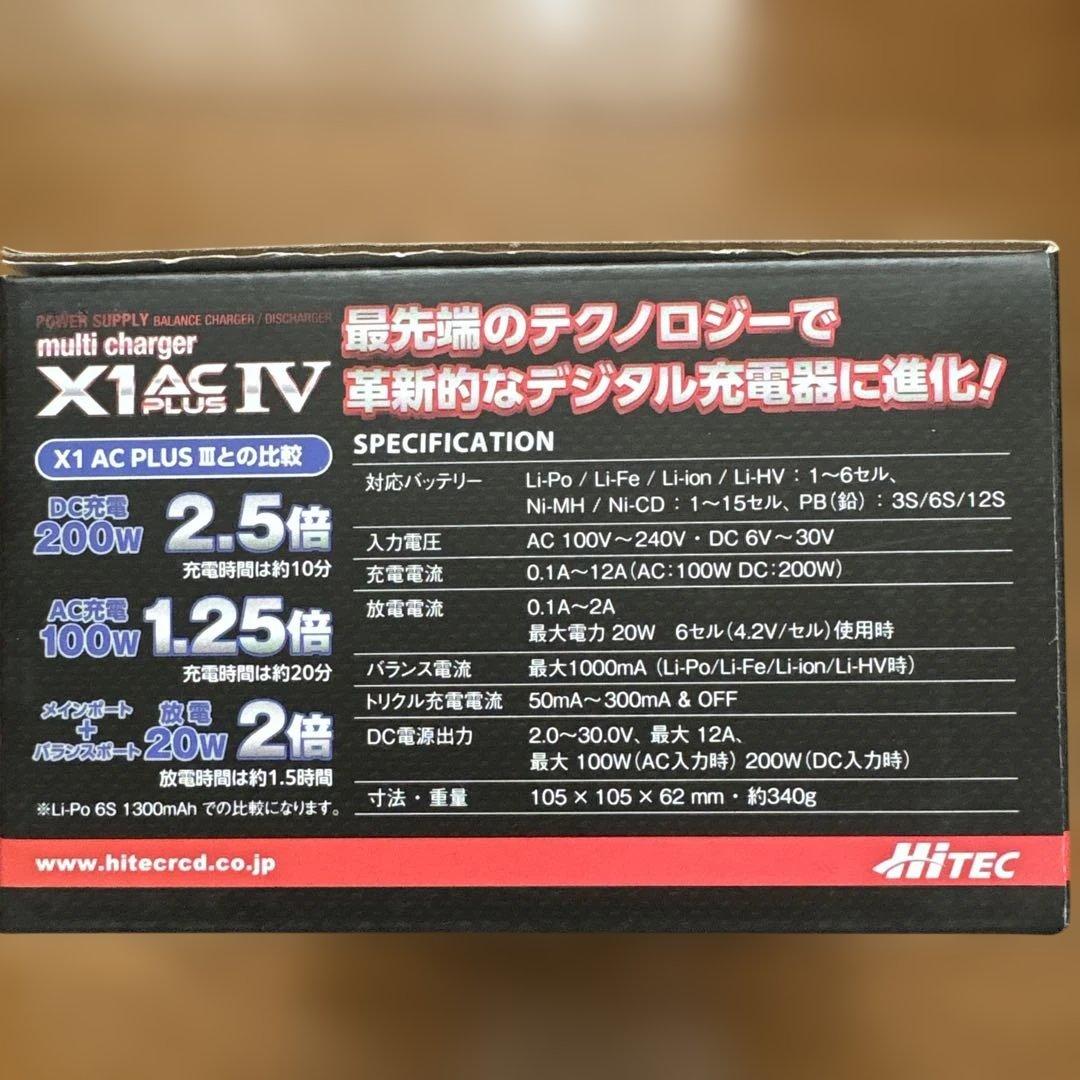 POWER SUPPLY BALANCE CHARGER / DISCHARGER
multi charger
X1 AC PLUS IV
最先端のテクノロジーで
革新的なデジタル充電器に進化!
X1 AC PLUS Ⅲとの比較
DC充電
200W 2.5倍
充電時間は約10分
AC充電
100W 1.25倍
充電時間は約20分
メインポート
+
バランスポート
放電
20W 2倍
放電時間は約1.5時間
※Li-Po 6S 1300mAh での比較になります。
SPECIFICATION
対応バッテリー Li-Po / Li-Fe / Li-ion / Li-HV：1〜6セル、
Ni-MH / Ni-CD：1〜15セル、PB（鉛）：3S/6S/12S
入力電圧 AC 100V〜240V・DC 6V〜30V
充電電流 0.1A〜12A（AC：100W DC：200W）
放電電流 0.1A〜2A
最大電力 20W　6セル（4.2V/セル）使用時
バランス電流 最大1000mA（Li-Po/Li-Fe/Li-ion/Li-HV時）
トリクル充電電流 50mA〜300mA & OFF
DC電源出力 2.0〜30.0V、最大 12A、
最大 100W（AC入力時）200W（DC入力時）
寸法・重量 105 × 105 × 62 mm・約340g
www.hitecrcd.co.jp
HiTEC